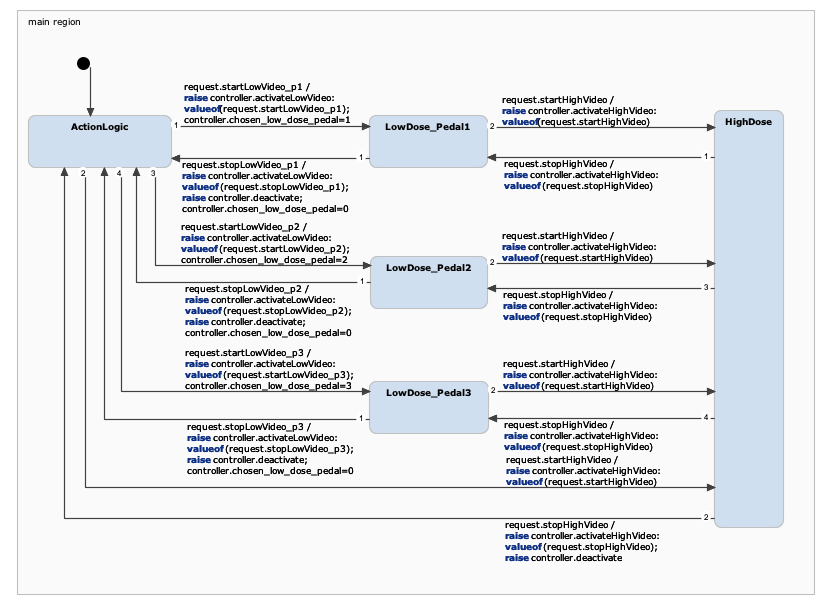 main region
request.startLowVideo_p1 /
raise controller.activateLowVideo:
valueof(request.startLowVideo_p1);
controller.chosen_low_dose_pedal=1
request.startHighVideo /
raise controller.activateHighVideo:
valueof(request.startHighVideo)
ActionLogic
1
LowDose_Pedal1
2
HighDose
1
1
request.stopLowVideo_p1 /
raise controller.activateLowVideo:
valueof(request.stopLowVideo_p1);
raise controller.deactivate;
controller.chosen_low_dose_pedal=0
request.stopHighVideo /
raise controller.activateHighVideo:
valueof(request.stopHighVideo)
2
4
3
request.startLowVideo_p2 /
raise controller.activateLowVideo:
valueof(request.startLowVideo_p2);
controller.chosen_low_dose_pedal=2
request.startHighVideo /
raise controller.activateHighVideo:
valueof(request.startHighVideo)
LowDose_Pedal2
2
1
3
request.stopLowVideo_p2 /
raise controller.activateLowVideo:
valueof(request.stopLowVideo_p2);
raise controller.deactivate;
controller.chosen_low_dose_pedal=0
request.stopHighVideo /
raise controller.activateHighVideo:
valueof(request.stopHighVideo)
request.startLowVideo_p3 /
raise controller.activateLowVideo:
valueof(request.startLowVideo_p3);
controller.chosen_low_dose_pedal=3
request.startHighVideo /
raise controller.activateHighVideo:
valueof(request.startHighVideo)
LowDose_Pedal3
2
1
4
request.stopLowVideo_p3 /
raise controller.activateLowVideo:
valueof(request.stopLowVideo_p3);
raise controller.deactivate;
controller.chosen_low_dose_pedal=0
request.stopHighVideo /
raise controller.activateHighVideo:
valueof(request.stopHighVideo)
request.startHighVideo /
raise controller.activateHighVideo:
valueof(request.startHighVideo)
2
request.stopHighVideo /
raise controller.activateHighVideo:
valueof(request.stopHighVideo);
raise controller.deactivate